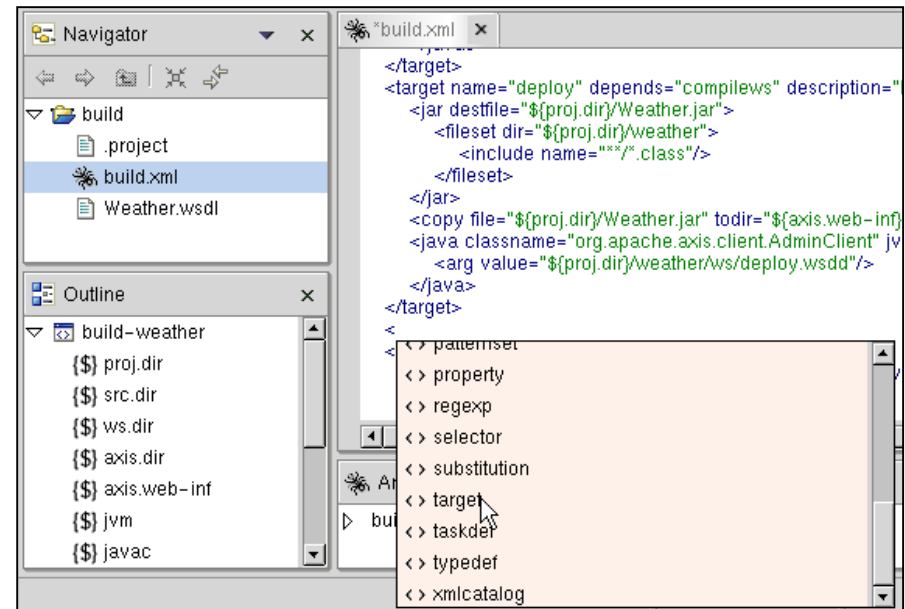 Navigator
build
.project
build.xml
Weather.wsdl
Outline
build-weather
{$} proj.dir
{$} src.dir
{$} ws.dir
{$} axis.dir
{$} axis.web-inf
{$} jvm
{$} javac
*build.xml
</target>
<target name="deploy" depends="compilews" description="
<jar destfile="${proj.dir}/Weather.jar">
<fileset dir="${proj.dir}/weather">
<include name="**/*.class"/>
</fileset>
</jar>
<copy file="${proj.dir}/Weather.jar" todir="${axis.web-inf}
<java classname="org.apache.axis.client.AdminClient" jv
<arg value="${proj.dir}/weather/ws/deploy.wsdd"/>
</java>
</target>
<
<
<> patternset
<> property
<> regexp
<> selector
<> substitution
<> target
<> taskdef
<> typedef
<> xmlcatalog